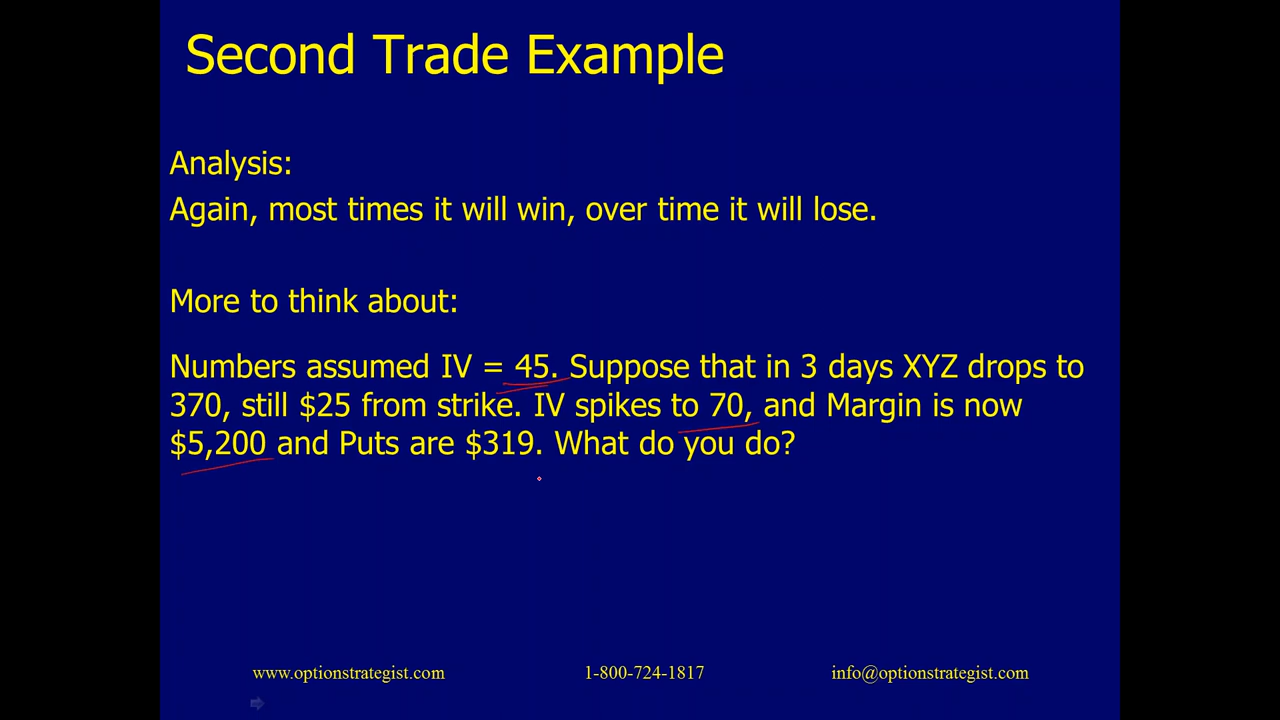 Second Trade Example
Analysis:
Again, most times it will win, over time it will lose.
More to think about:
Numbers assumed IV = 45. Suppose that in 3 days XYZ drops to
370, still $25 from strike. IV spikes to 70, and Margin is now
$5,200 and Puts are $319. What do you do?
www.optionstrategist.com 1-800-724-1817 info@optionstrategist.com